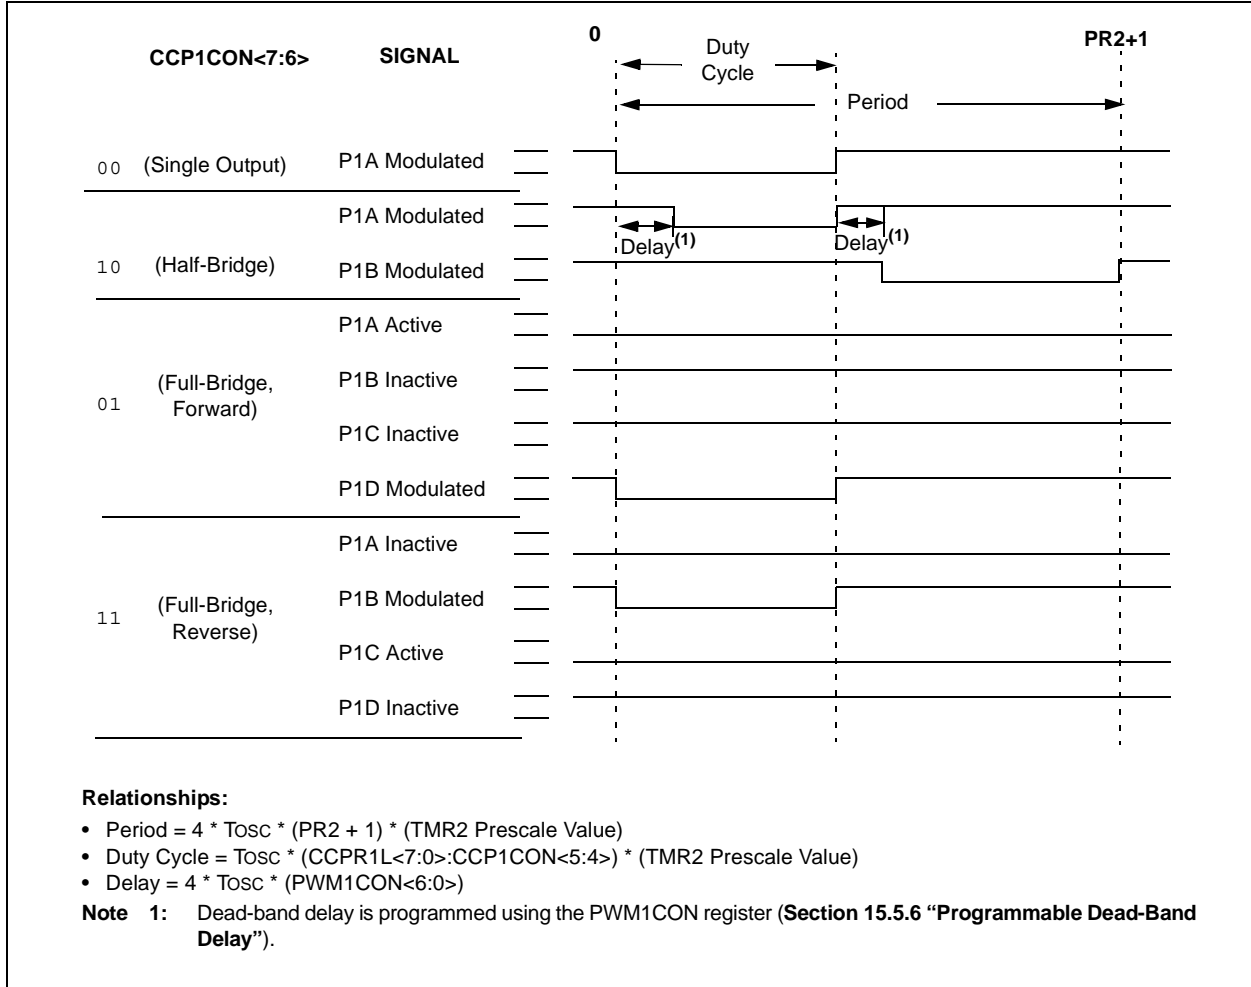 CCP1CON<7:6> SIGNAL 0 PR2+1
Duty
Cycle
Period
00 (Single Output) P1A Modulated
P1A Modulated
Delay(1) Delay(1)
10 (Half-Bridge) P1B Modulated
P1A Active
P1B Inactive
01 (Full-Bridge,
Forward)
P1C Inactive
P1D Modulated
P1A Inactive
P1B Modulated
11 (Full-Bridge,
Reverse)
P1C Active
P1D Inactive
Relationships:
• Period = 4 * TOSC * (PR2 + 1) * (TMR2 Prescale Value)
• Duty Cycle = TOSC * (CCPR1L<7:0>:CCP1CON<5:4>) * (TMR2 Prescale Value)
• Delay = 4 * TOSC * (PWM1CON<6:0>)
Note 1: Dead-band delay is programmed using the PWM1CON register (Section 15.5.6 “Programmable Dead-Band
Delay”).